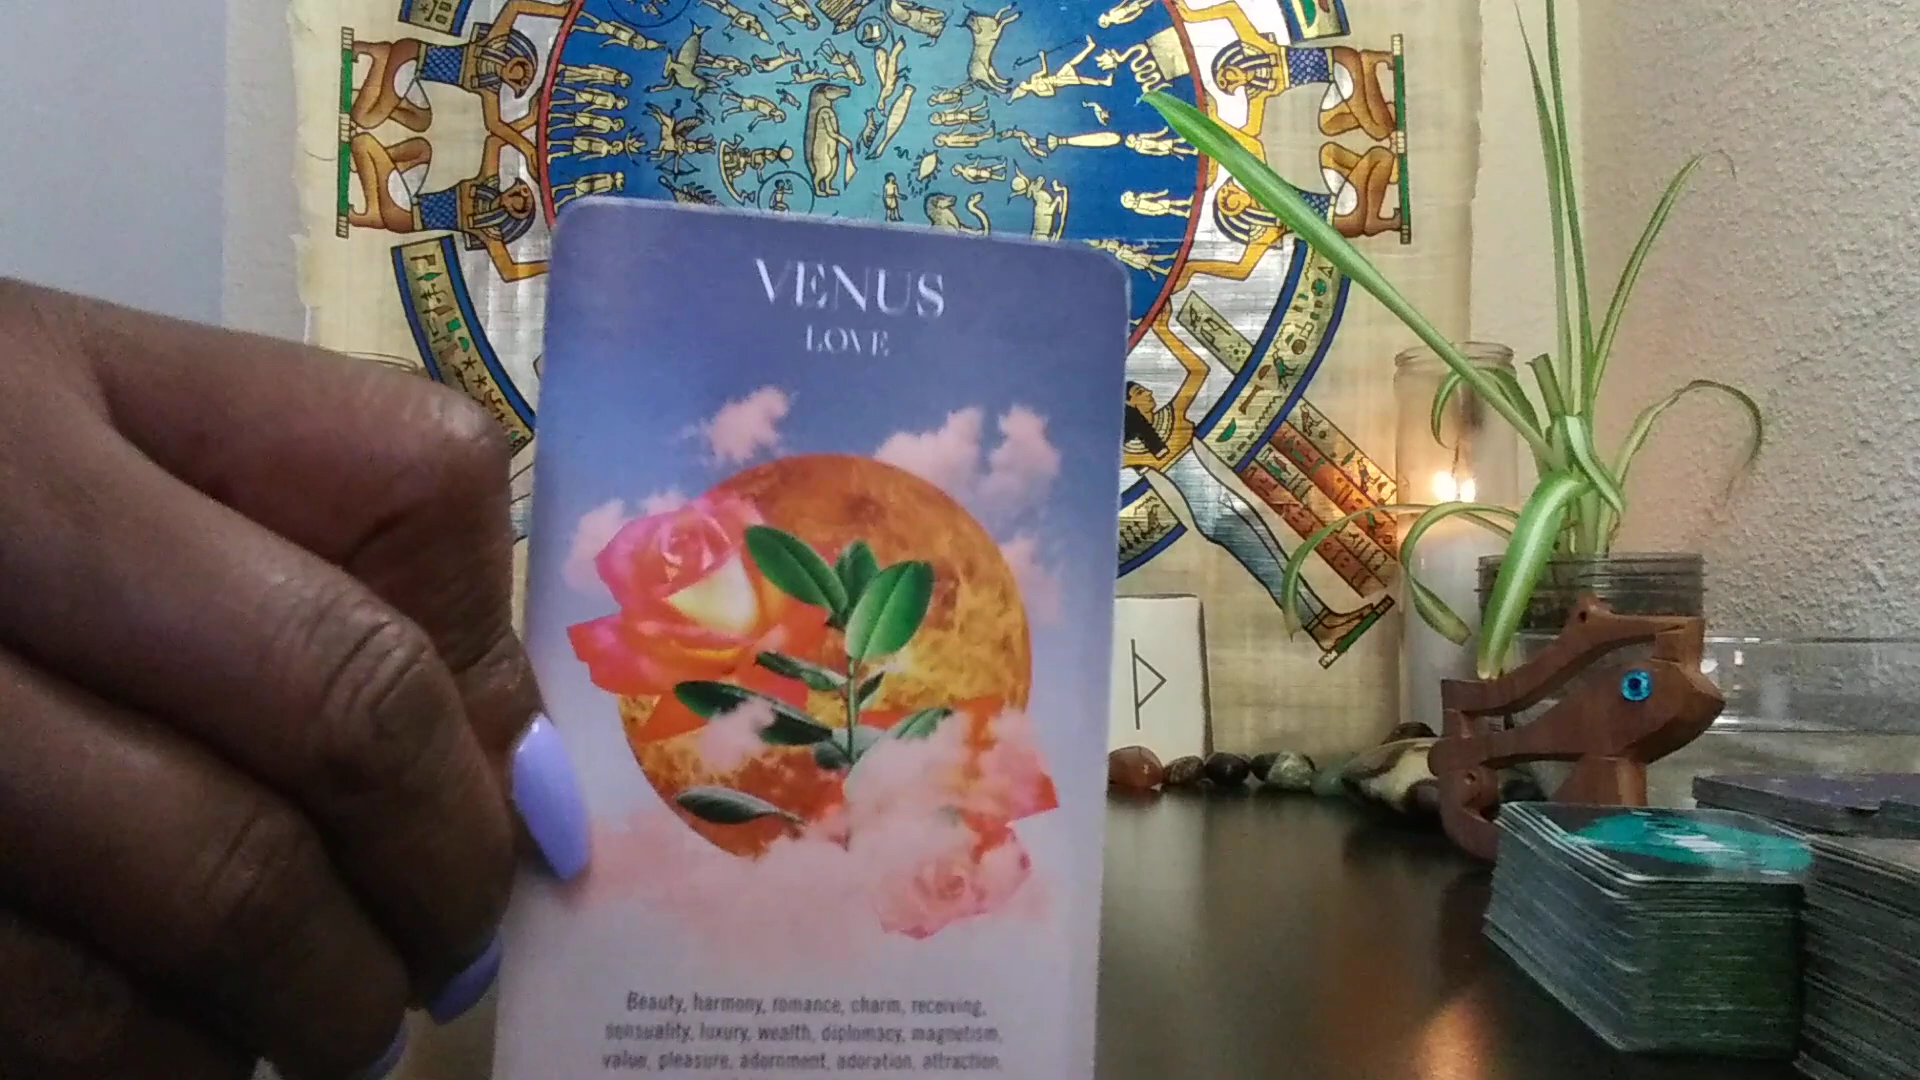 VENUS
LOVE
Beauty, harmony, romance, charm, receiving,
sensuality, luxury, wealth, diplomacy, magnetism,
value, pleasure, adornment, adoration, attraction,
ᚦ